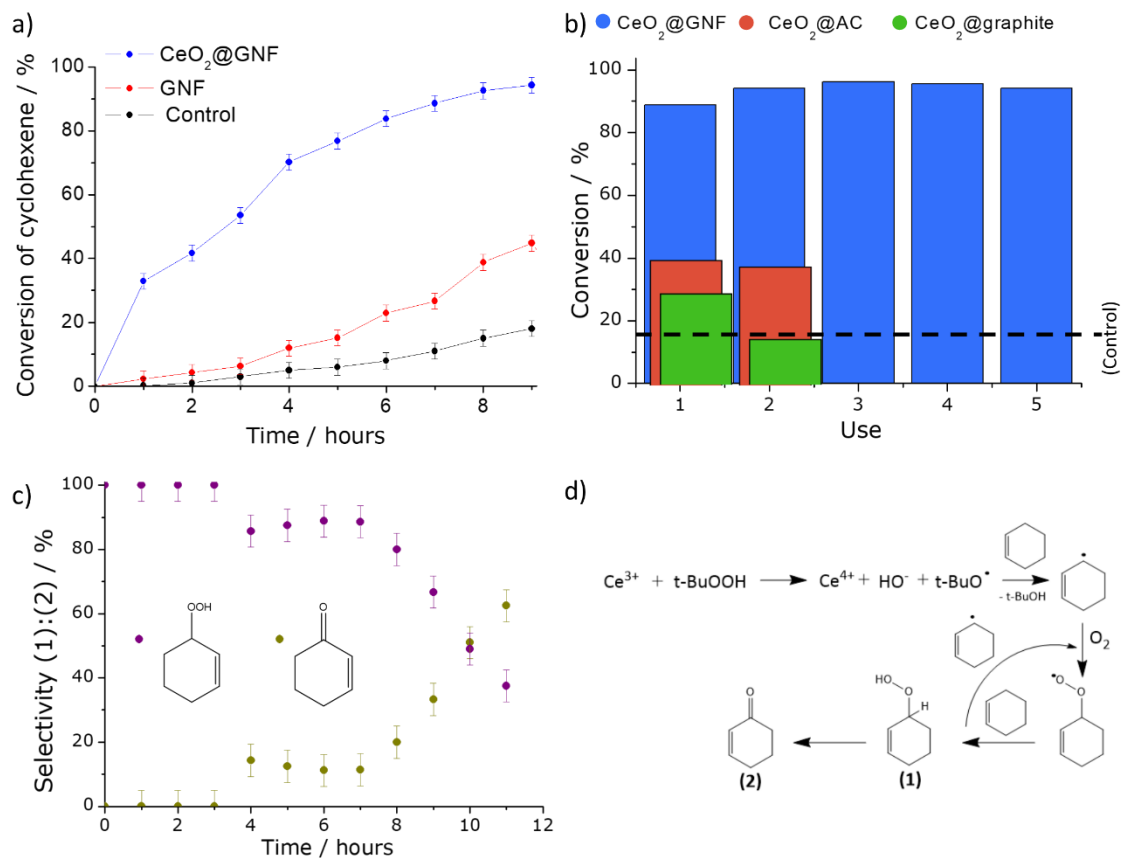 a)
CeO2@GNF
GNF
Control
Conversion of cyclohexene / %
100
80
60
40
20
0
0 2 4 6 8
Time / hours
b)
CeO2@GNF CeO2@AC CeO2@graphite
Conversion / %
100
80
60
40
20
0
(Control)
1 2 3 4 5
Use
c)
Selectivity (1):(2) / %
100
80
60
40
20
0
OOH
O
0 2 4 6 8 10 12
Time / hours
d)
Ce3+ + t-BuOOH Ce4+ + HO- + t-BuO•
- t-BuOH
O2
HO
O
H
•O
O
O
(2)
(1)